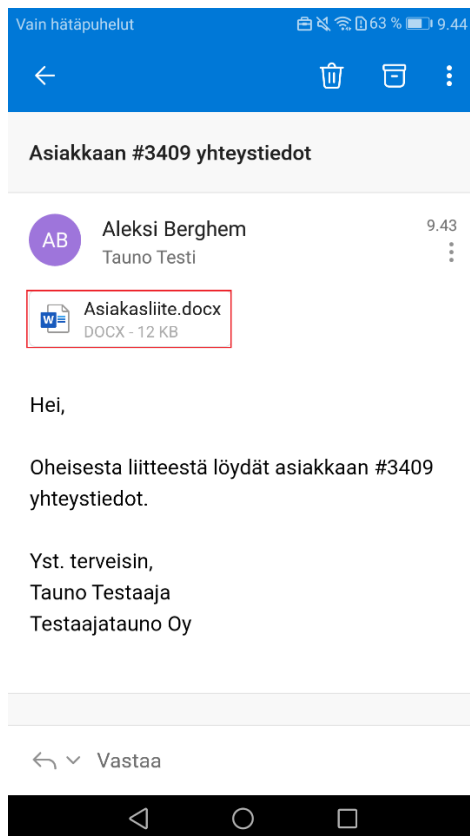 Vain hätäpuhelut 63 % 9.44
Asiakkaan #3409 yhteystiedot
AB
Aleksi Berghem
9.43
Tauno Testi
Asiakasliite.docx
DOCX - 12 KB
Hei,
Oheisesta liitteestä löydät asiakkaan #3409
yhteystiedot.
Yst. terveisin,
Tauno Testaaja
Testaajatauno Oy
Vastaa